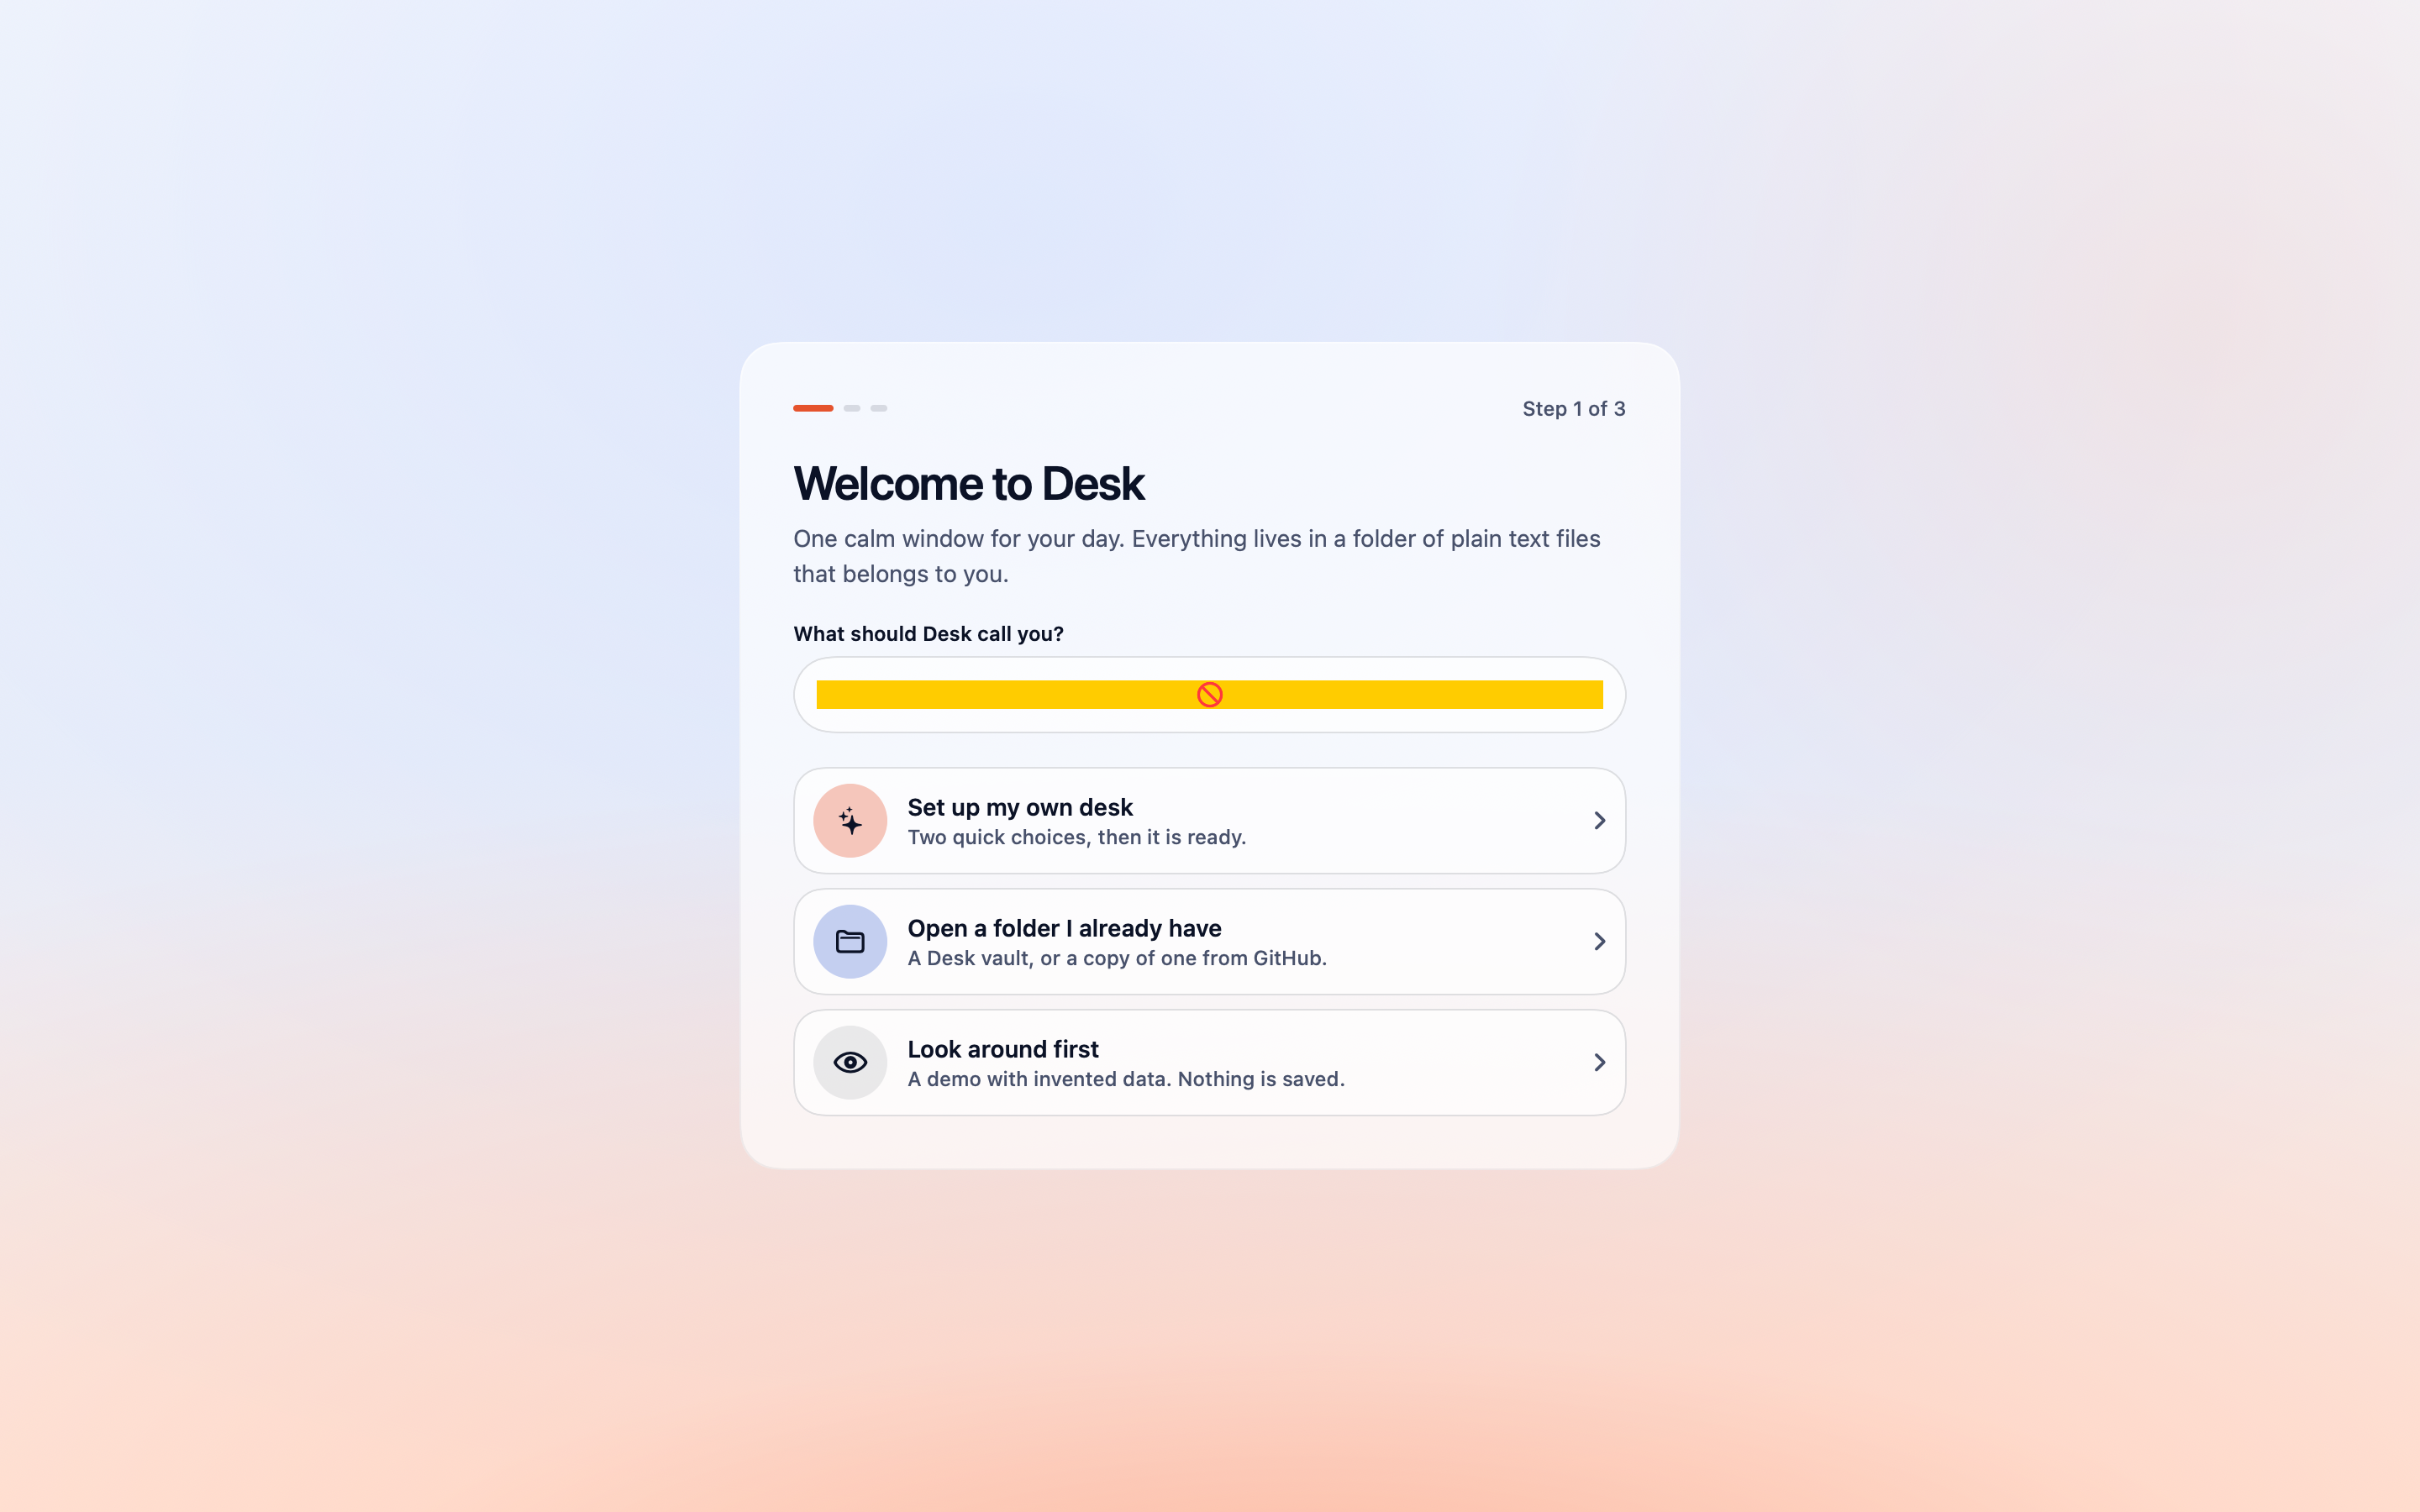 Step 1 of 3
Welcome to Desk
One calm window for your day. Everything lives in a folder of plain text files
that belongs to you.
What should Desk call you?
Set up my own desk
Two quick choices, then it is ready.
Open a folder I already have
A Desk vault, or a copy of one from GitHub.
Look around first
A demo with invented data. Nothing is saved.